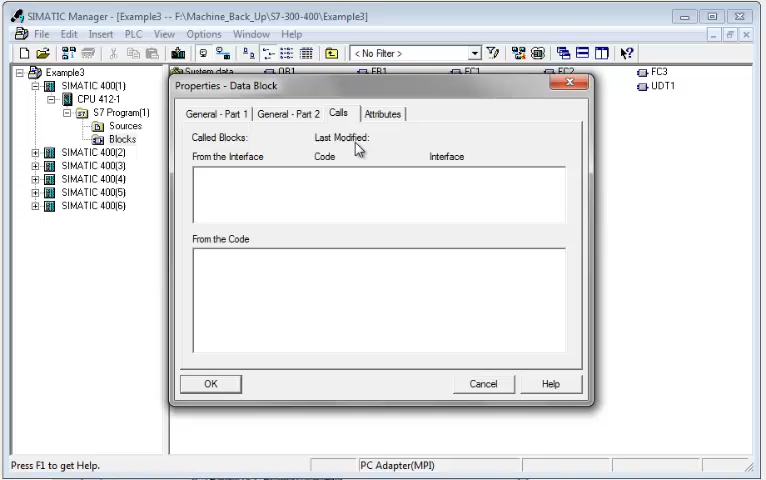 SIMATIC Manager - [Example3 -- F:\Machine_Back_Up\S7-300-400\Example3]
File Edit Insert PLC View Options Window Help
< No Filter >
Example3
SIMATIC 400(1)
CPU 412-1
S7 Program(1)
Sources
Blocks
SIMATIC 400(2)
SIMATIC 400(3)
SIMATIC 400(4)
SIMATIC 400(5)
SIMATIC 400(6)
System data OB1 FB1 FC1 FC2 FC3
UDT1
Properties - Data Block
General - Part 1 General - Part 2 Calls Attributes
Called Blocks: Last Modified:
From the Interface Code Interface
From the Code
OK Cancel Help
Press F1 to get Help. PC Adapter(MPI)